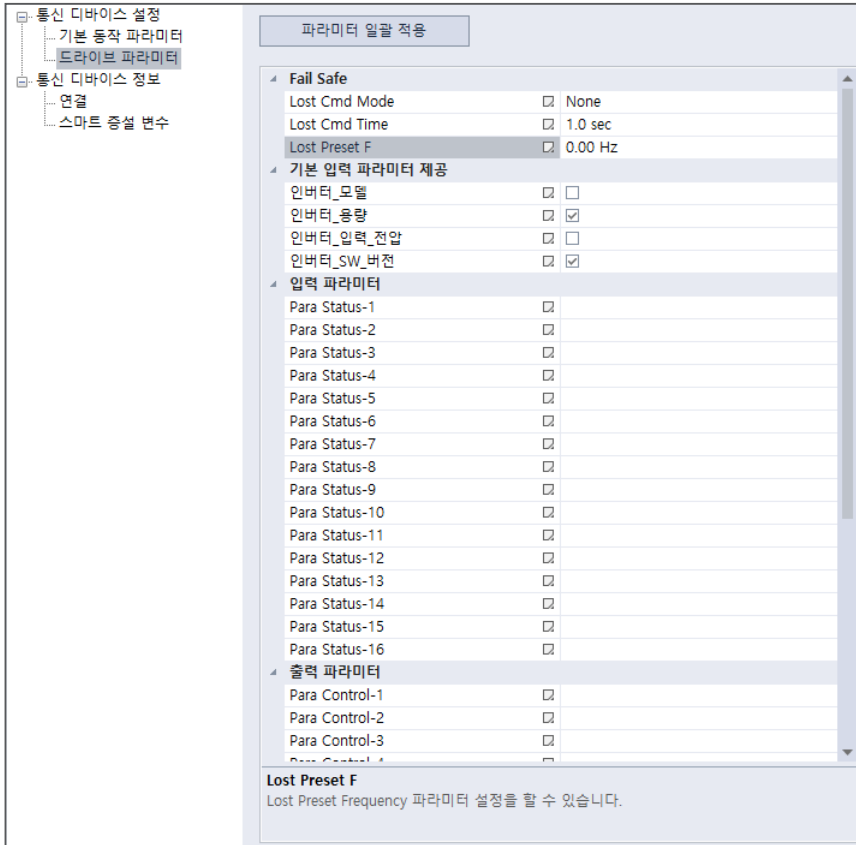 통신 디바이스 설정
기본 동작 파라미터
드라이브 파라미터
통신 디바이스 정보
연결
스마트 증설 변수
파라미터 일괄 적용
Fail Safe
Lost Cmd Mode None
Lost Cmd Time 1.0 sec
Lost Preset F 0.00 Hz
기본 입력 파라미터 제공
인버터_모델
인버터_용량
인버터_입력_전압
인버터_SW_버전
입력 파라미터
Para Status-1
Para Status-2
Para Status-3
Para Status-4
Para Status-5
Para Status-6
Para Status-7
Para Status-8
Para Status-9
Para Status-10
Para Status-11
Para Status-12
Para Status-13
Para Status-14
Para Status-15
Para Status-16
출력 파라미터
Para Control-1
Para Control-2
Para Control-3
Para Control-4
Lost Preset F
Lost Preset Frequency 파라미터 설정을 할 수 있습니다.